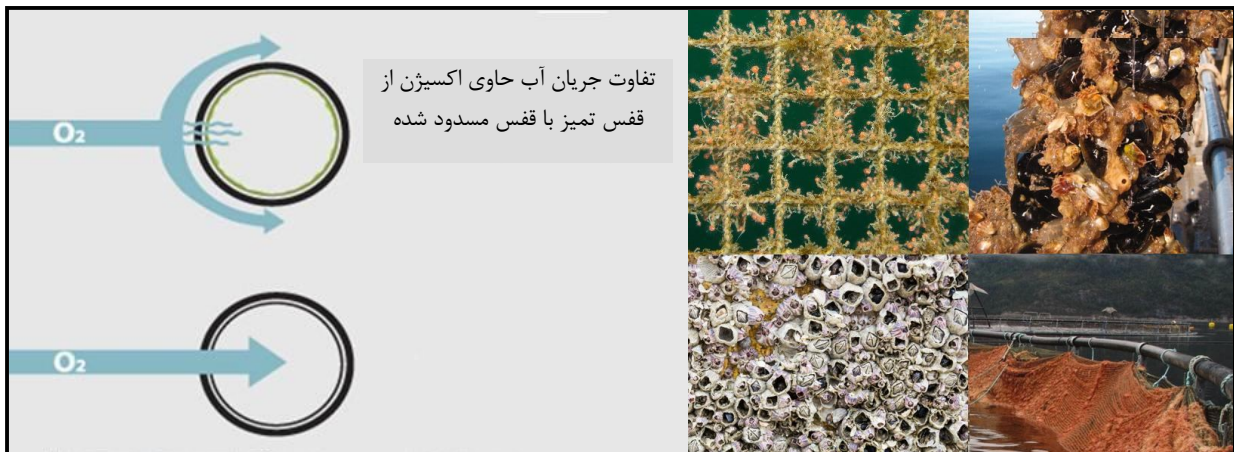 تفاوت جریان آب حاوی اکسیژن از
قفس تمیز با قفس مسدود شده
O₂
O₂